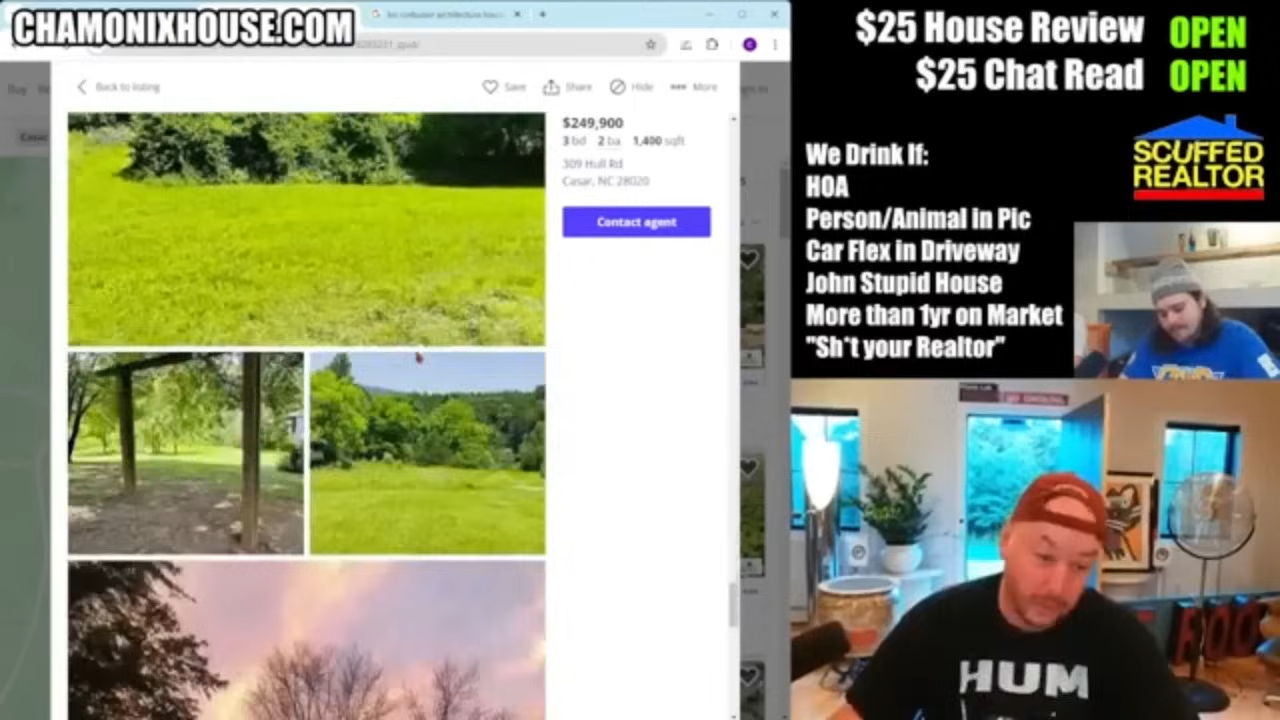 CHAMONIXHOUSE.COM
Back to listing
Save
Share
Hide
More
$249,900
3 bd 2 ba 1,400 sqft
309 Hull Rd
Casar, NC 28020
Contact agent
$25 House Review OPEN
$25 Chat Read OPEN
We Drink If:
HOA
Person/Animal in Pic
Car Flex in Driveway
John Stupid House
More than 1yr on Market
"Sh*t your Realtor"
SCUFFED
REALTOR
HUM